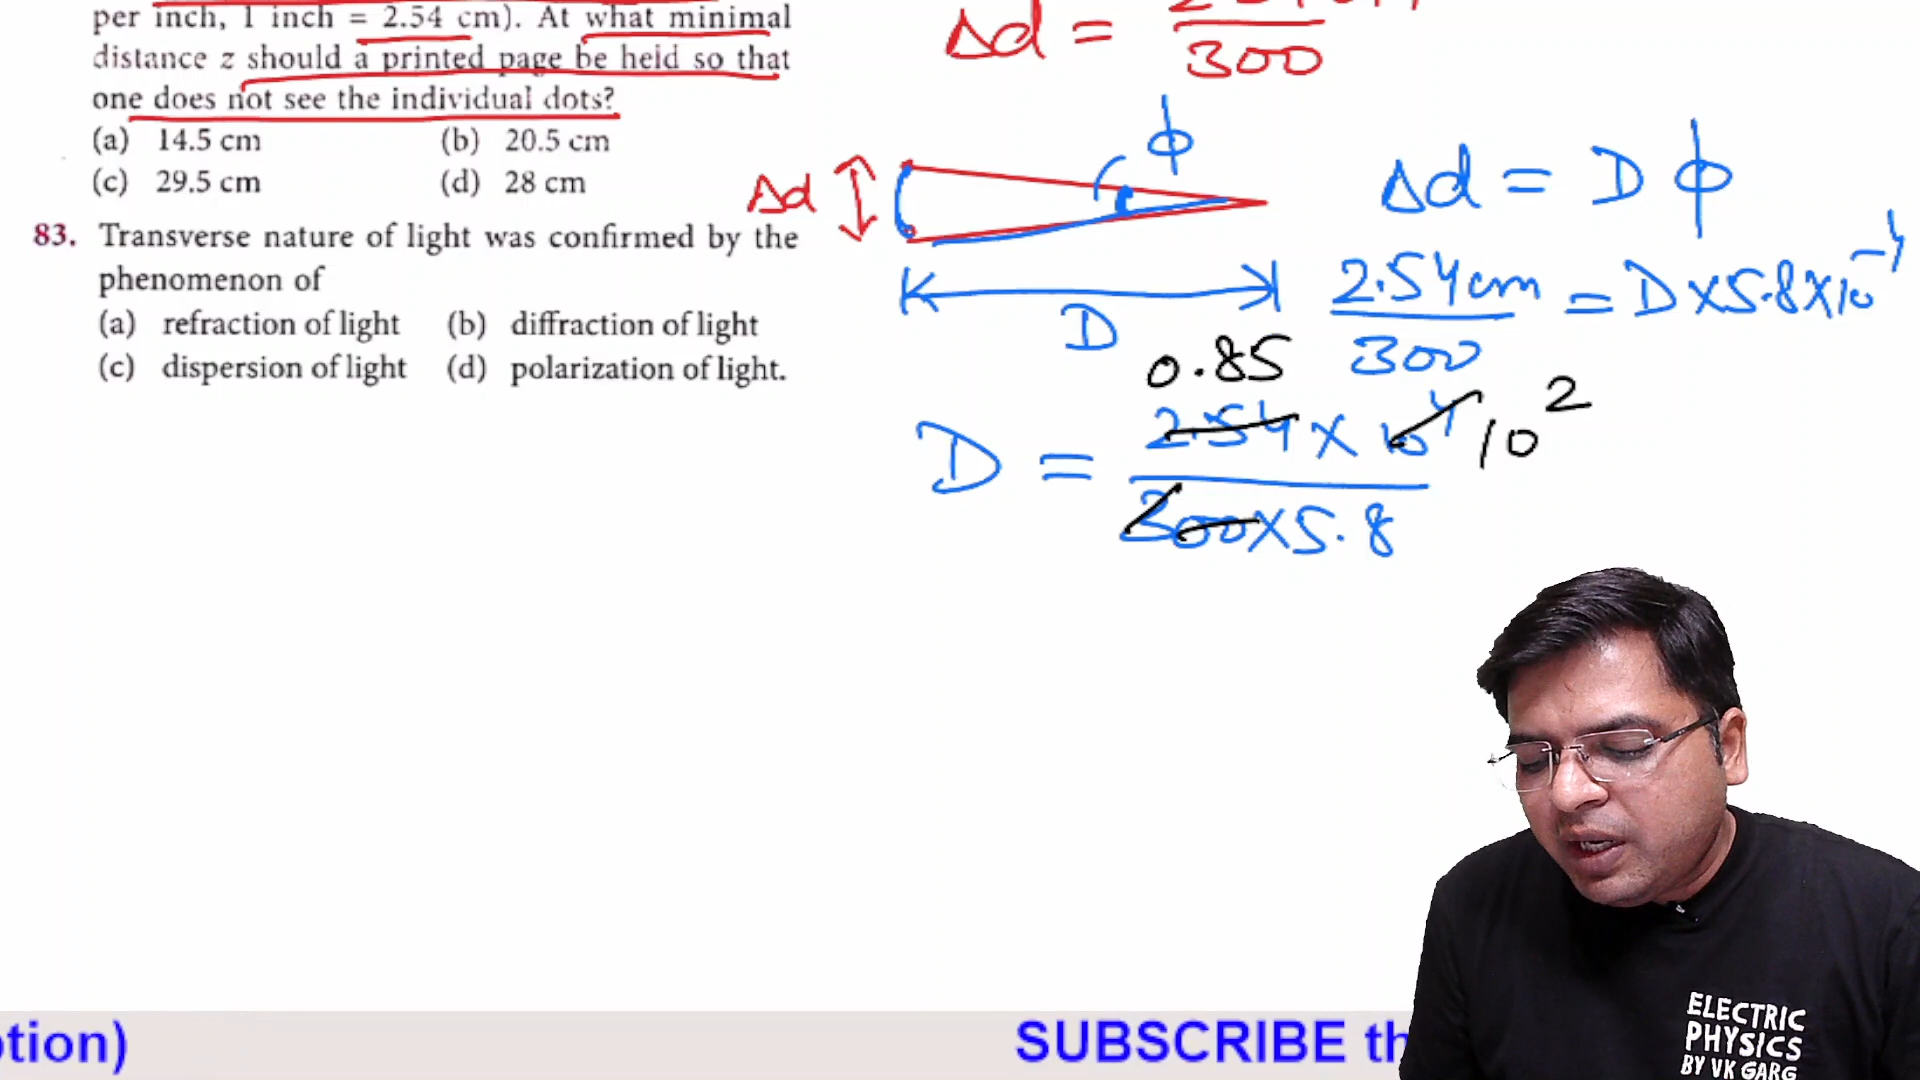 per inch, 1 inch = 2.54 cm). At what minimal
distance z should a printed page be held so that
one does not see the individual dots?
(a) 14.5 cm (b) 20.5 cm
(c) 29.5 cm (d) 28 cm
83. Transverse nature of light was confirmed by the
phenomenon of
(a) refraction of light (b) diffraction of light
(c) dispersion of light (d) polarization of light.
Δd =
300
ϕ
Δd
D
Δd = D ϕ
2.54 cm = D×5.8×10⁻⁴
300
0.85
D = 2.54 × 10⁴ 10²
300×5.8
ELECTRIC
PHYSICS
BY VK GARG
tion) SUBSCRIBE